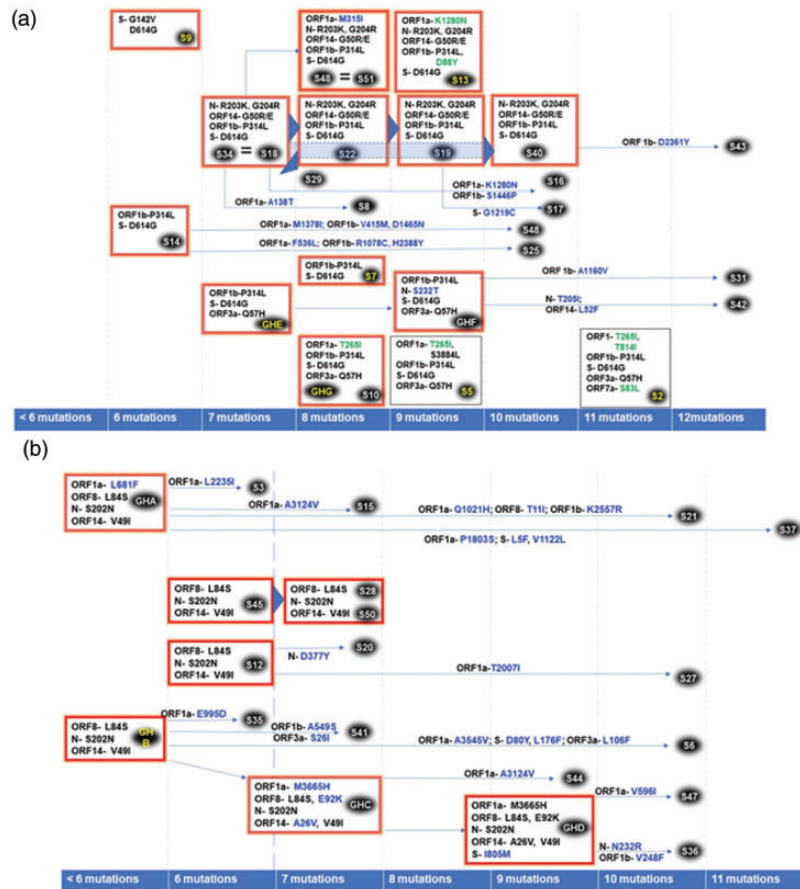 (a)
S- G142V
D614G
S9
ORF1a- M315I
N- R203K, G204R
ORF14- G50R/E
ORF1b- P314L
S- D614G
S48 = S51
ORF1a- K1280N
N- R203K, G204R
ORF14- G50R/E
ORF1b- P314L,
D88Y
S- D614G
S13
N- R203K, G204R
ORF14- G50R/E
ORF1b- P314L
S- D614G
S34 = S18
N- R203K, G204R
ORF14- G50R/E
ORF1b- P314L
S- D614G
S22
N- R203K, G204R
ORF14- G50R/E
ORF1b- P314L
S- D614G
S19
N- R203K, G204R
ORF14- G50R/E
ORF1b- P314L
S- D614G
S40
ORF 1b- D2361Y
S43
S29
ORF1a- K1280N
ORF1b- S1446P
S16
ORF1a- A138T
S8
S- G1219C
S17
ORF1b-P314L
S- D614G
S14
ORF1a- M1378I; ORF1b- V415M, D1465N
S48
ORF1a- F536L; ORF1b- R1078C, H2388Y
S25
ORF1b-P314L
S- D614G
S7
ORF1b-P314L
S- D614G
ORF3a- Q57H
GHE
ORF1b-P314L
N- S232T
S- D614G
ORF3a- Q57H
GHF
ORF 1b- A1160V
S31
N- T205I;
ORF14- L52F
S42
ORF1a- T265I
ORF1b- P314L
S- D614G
ORF3a- Q57H
GHG
S10
ORF1a- T265I,
S3884L
ORF1b- P314L
S- D614G
ORF3a- Q57H
S5
ORF1- T265I,
T814I
ORF1b- P314L
S- D614G
ORF3a- Q57H
ORF7a- S83L
S2
< 6 mutations 6 mutations 7 mutations 8 mutations 9 mutations 10 mutations 11 mutations 12mutations
(b)
ORF1a- L681F
ORF8- L84S
N- S202N
ORF14- V49I
GHA
ORF1a- L2235I
S3
ORF1a- A3124V
S15
ORF1a- Q1021H; ORF8- T11I; ORF1b- K2557R
S21
ORF1a- P1803S; S- L5F, V1122L
S37
ORF8- L84S
N- S202N
ORF14- V49I
S45
ORF8- L84S
N- S202N
ORF14- V49I
S28
S50
ORF8- L84S
N- S202N
ORF14- V49I
S12
N- D377Y
S20
ORF1a- T2007I
S27
ORF8- L84S
N- S202N
ORF14- V49I
GH
B
ORF1a- E995D
S35
ORF1b- A549S
ORF3a- S26I
S41
ORF1a- A3545V; S- D80Y, L176F; ORF3a- L106F
S6
ORF1a- M3665H
ORF8- L84S, E92K
N- S202N
ORF14- A26V, V49I
GHC
ORF1a- A3124V
S44
ORF1a- M3665H
ORF8- L84S, E92K
N- S202N
ORF14- A26V, V49I
S- I805M
GHD
ORF1a- V596I
S47
N- N232R
ORF1b- V248F
S36
< 6 mutations 6 mutations 7 mutations 8 mutations 9 mutations 10 mutations 11 mutations